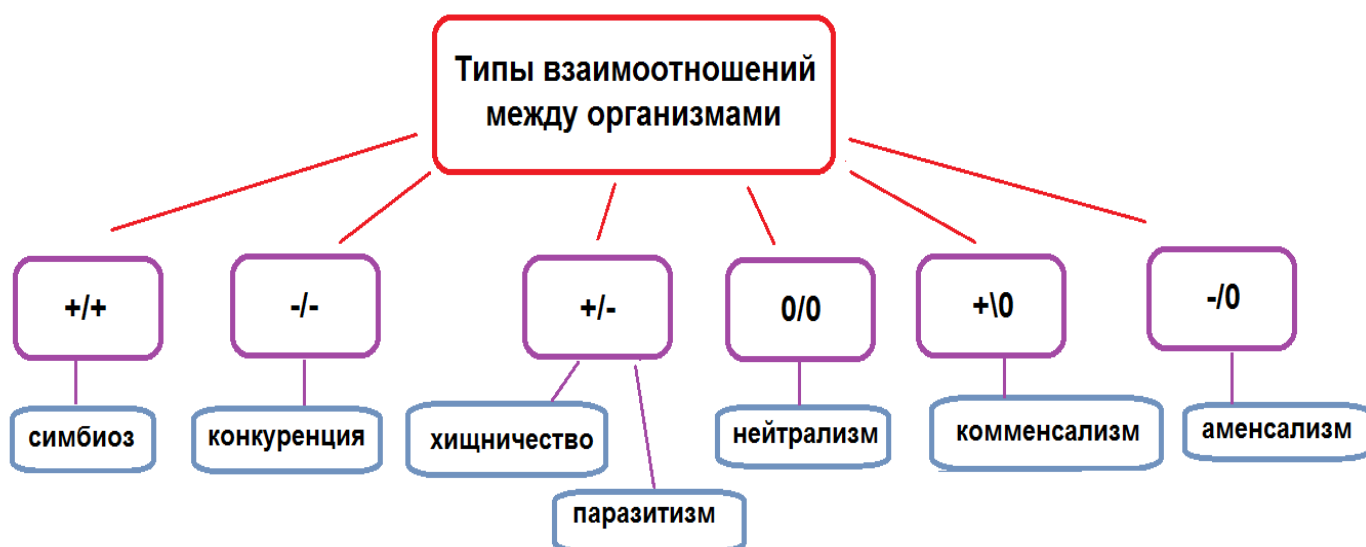 Типы взаимоотношений
между организмами
+/+
-/-
+/-
0/0
+\0
-/0
симбиоз
конкуренция
хищничество
нейтрализм
комменсализм
аменсализм
паразитизм